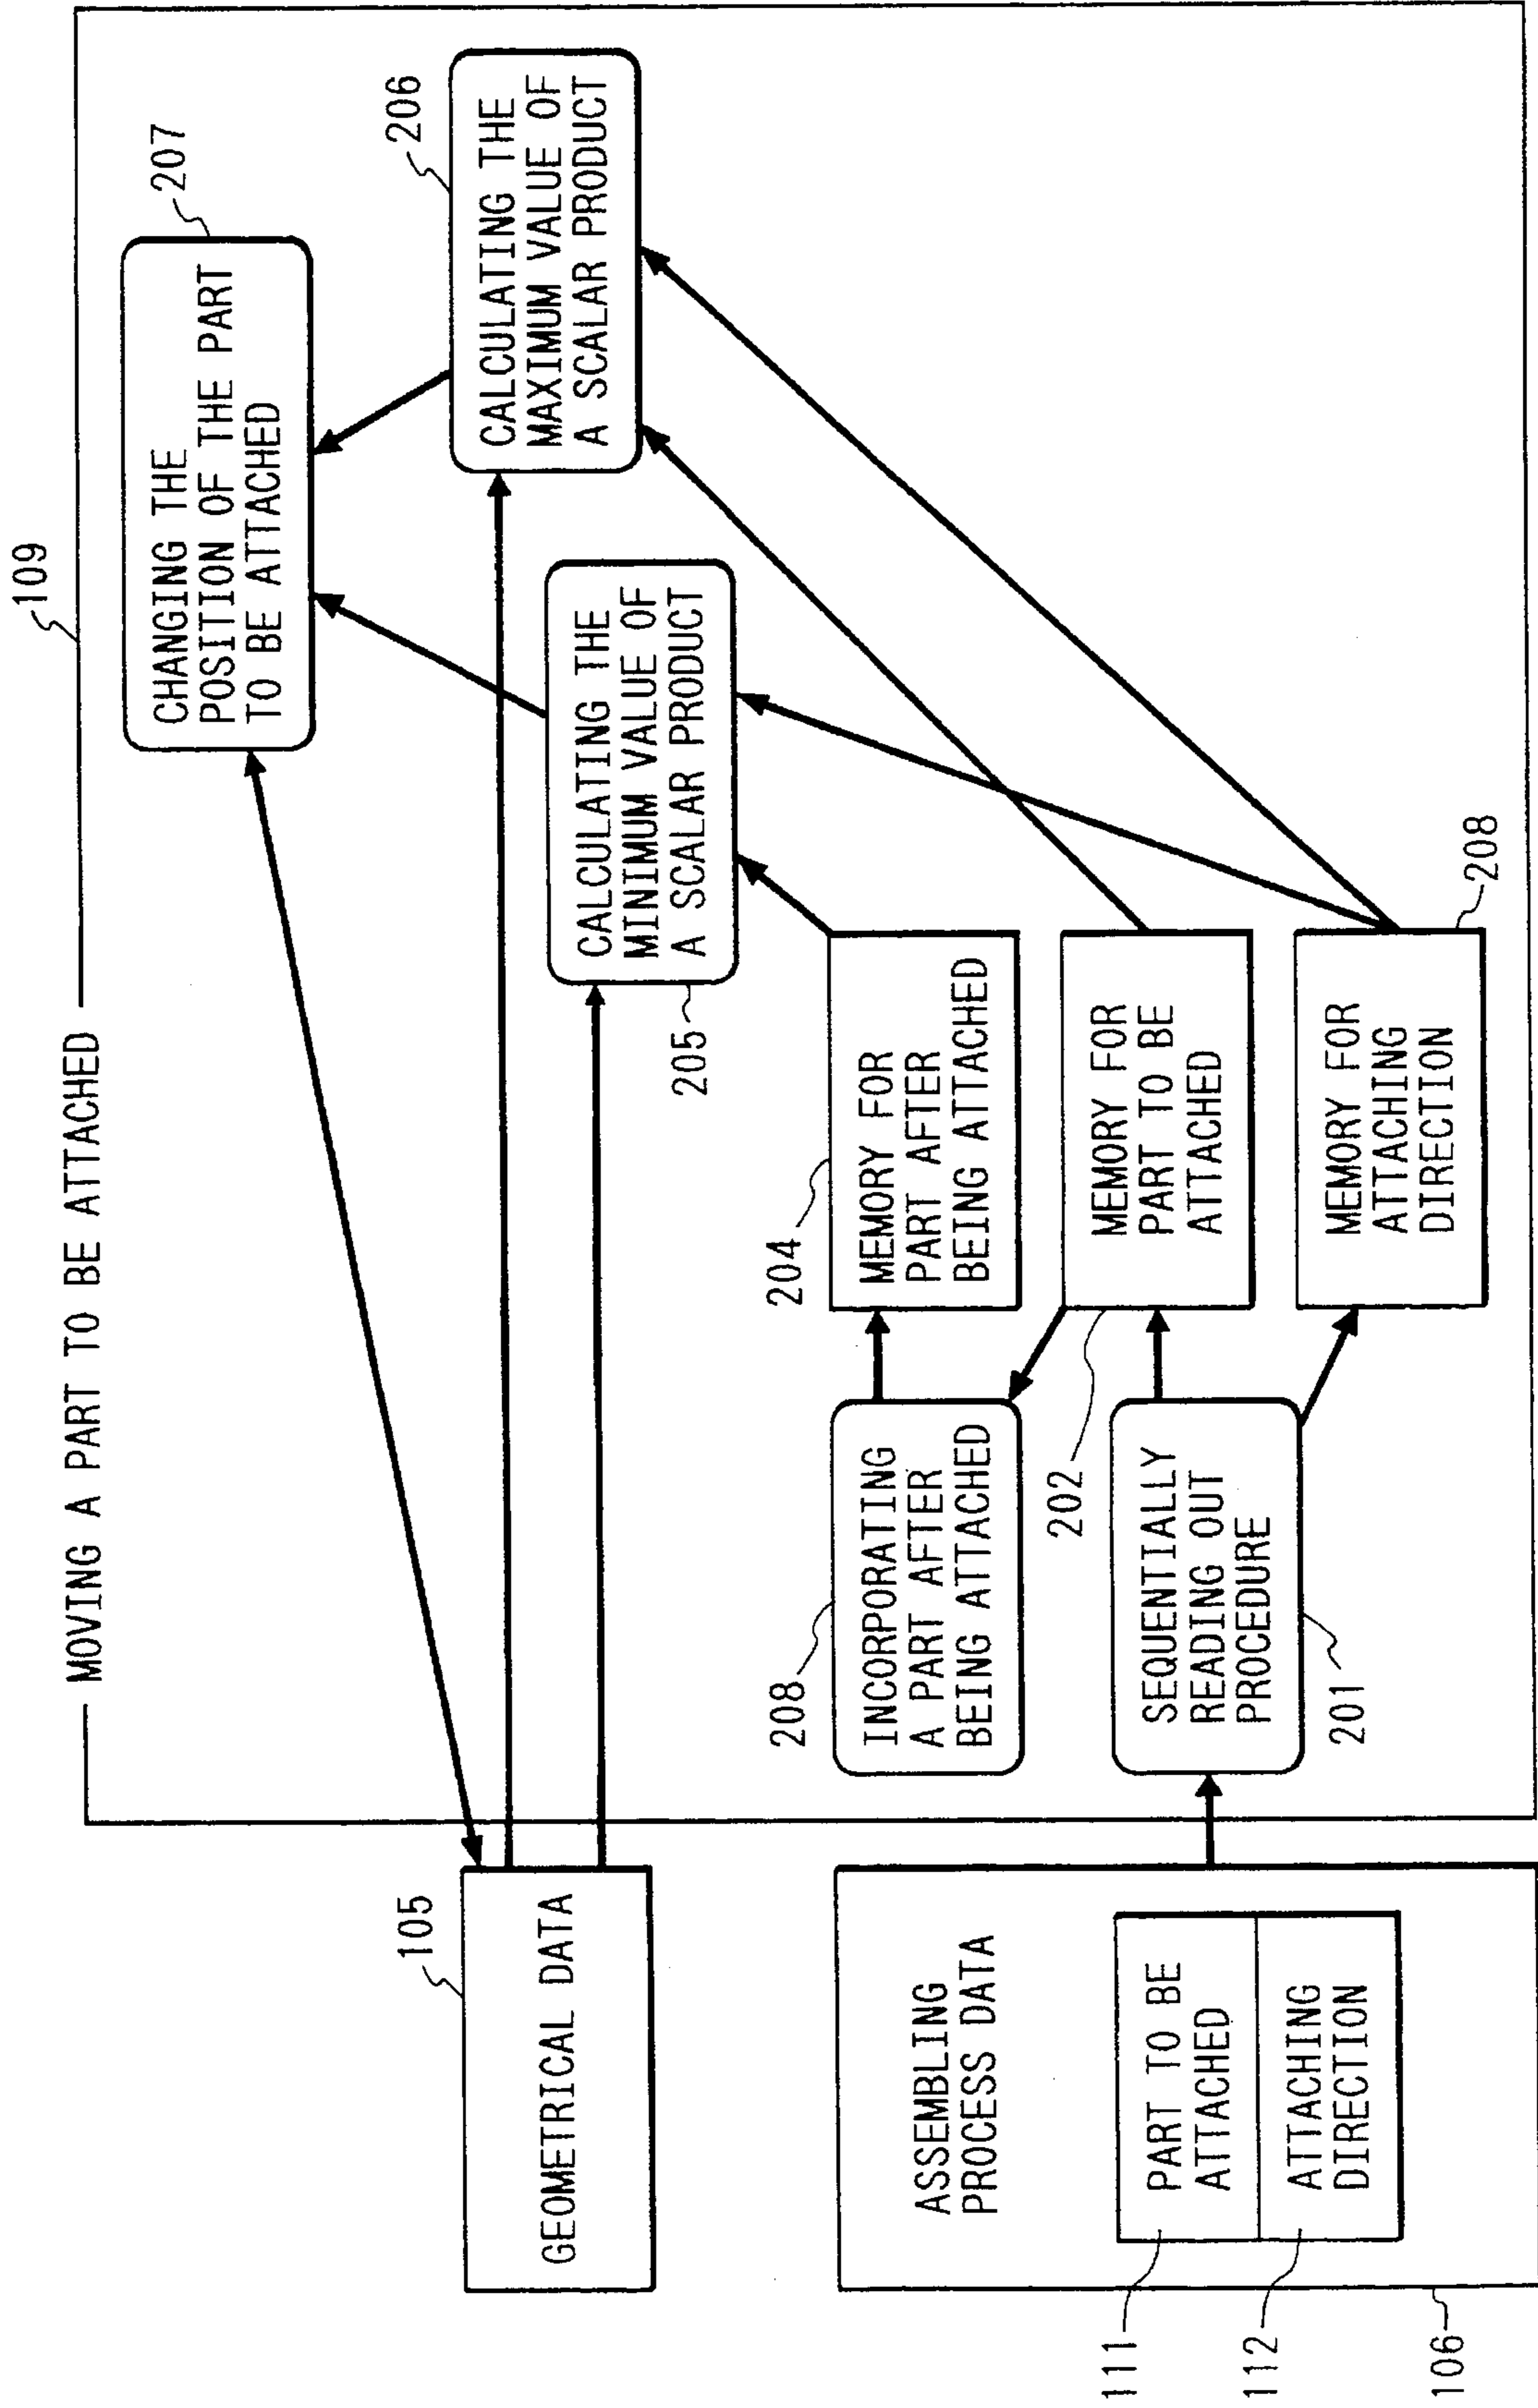 109
MOVING A PART TO BE ATTACHED
207
CHANGING THE
POSITION OF THE PART
TO BE ATTACHED
206
CALCULATING THE
MAXIMUM VALUE OF
A SCALAR PRODUCT
105
GEOMETRICAL DATA
CALCULATING THE
MINIMUM VALUE OF
A SCALAR PRODUCT
205
204
MEMORY FOR
PART AFTER
BEING ATTACHED
208
INCORPORATING
A PART AFTER
BEING ATTACHED
202
MEMORY FOR
PART TO BE
ATTACHED
SEQUENTIALLY
READING OUT
PROCEDURE
201
MEMORY FOR
ATTACHING
DIRECTION
208
ASSEMBLING
PROCESS DATA
111
PART TO BE
ATTACHED
112
ATTACHING
DIRECTION
106